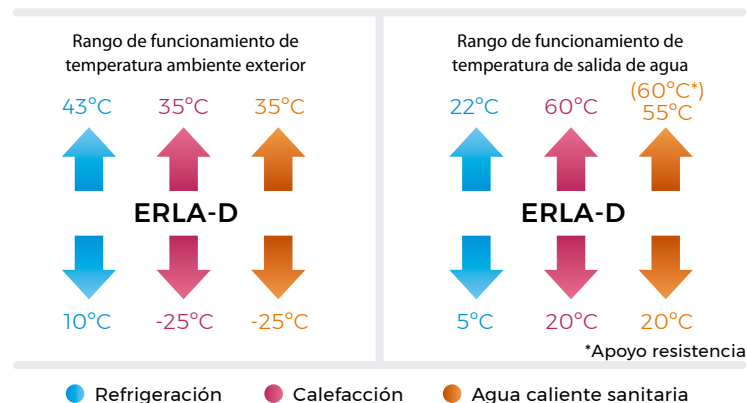 Rango de funcionamiento de
temperatura ambiente exterior
43°C 35°C 35°C
ERLA-D
10°C -25°C -25°C
Rango de funcionamiento de
temperatura de salida de agua
(60°C*)
22°C 60°C 55°C
ERLA-D
5°C 20°C 20°C
*Apoyo resistencia
Refrigeración Calefacción Agua caliente sanitaria